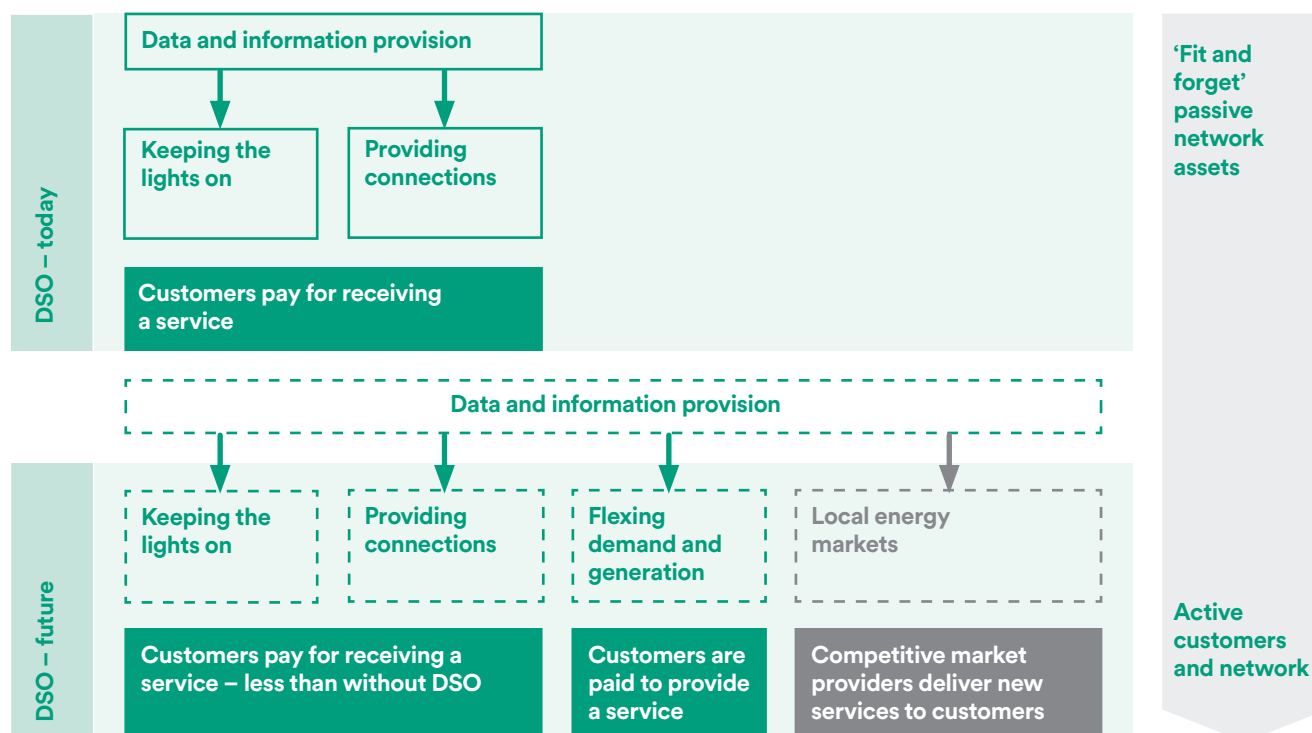 Data and information provision
Keeping the
lights on
Providing
connections
Customers pay for receiving
a service
DSO – today
‘Fit and
forget’
passive
network
assets
Data and information provision
Keeping the
lights on
Providing
connections
Flexing
demand and
generation
Local energy
markets
Customers pay for receiving a
service – less than without DSO
Customers are
paid to provide
a service
Competitive market
providers deliver new
services to customers
DSO – future
Active
customers
and network